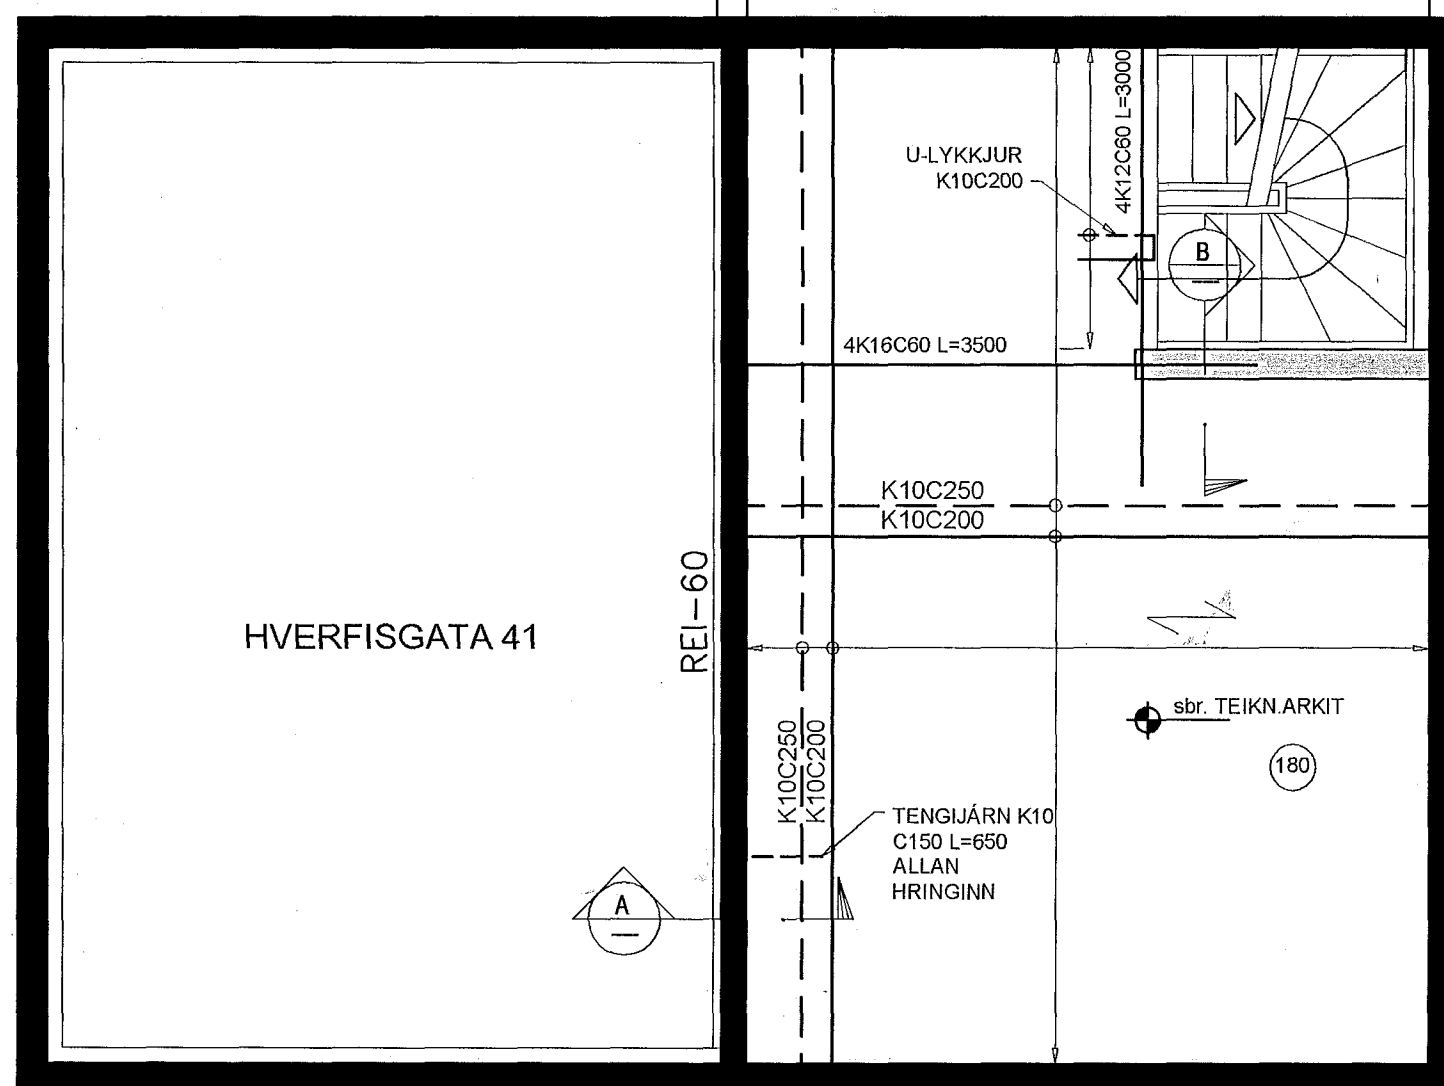 4K12C60 L=3000
U-LYKKJUR
K10C200
B
4K16C60 L=3500
K10C250
K10C200
REI-60
HVERFISGATA 41
sbr. TEIKN.ARKIT
180
K10C250
K10C200
TENGIJÁRN K10
C150 L=650
ALLAN
HRINGINN
A